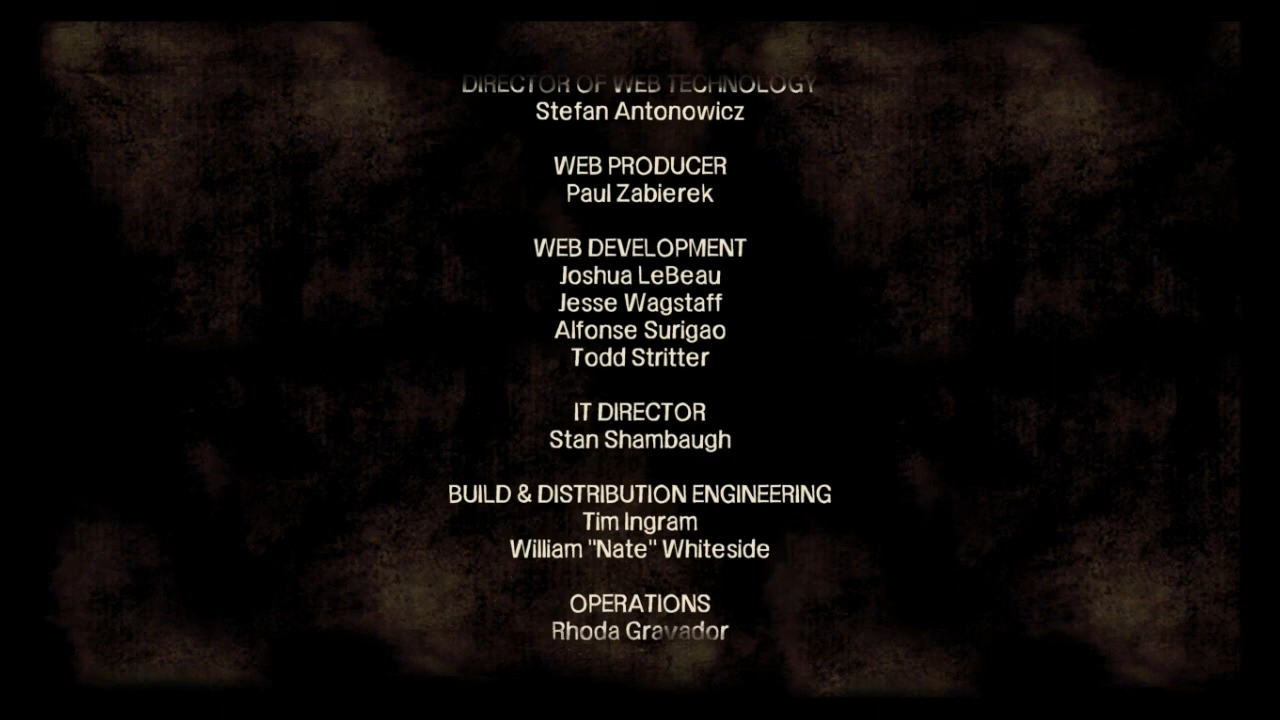 DIRECTOR OF WEB TECHNOLOGY
Stefan Antonowicz
WEB PRODUCER
Paul Zabierek
WEB DEVELOPMENT
Joshua LeBeau
Jesse Wagstaff
Alfonse Surigao
Todd Stritter
IT DIRECTOR
Stan Shambaugh
BUILD & DISTRIBUTION ENGINEERING
Tim Ingram
William "Nate" Whiteside
OPERATIONS
Rhoda Gravador